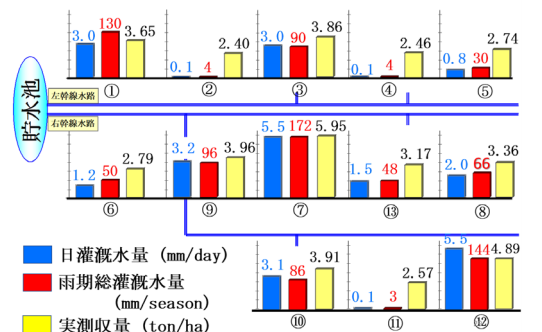 3.0 130 3.65 0.1 4 2.40 3.0 90 3.86 0.1 4 2.46 0.8 30 2.74
① ② ③ ④ ⑤
貯水池
左幹線水路
右幹線水路
1.2 50 2.79 3.2 96 3.96 5.5 172 5.95 1.5 48 3.17 2.0 66 3.36
⑥ ⑨ ⑦ ⑬ ⑧
3.1 86 3.91 0.1 3 2.57 5.5 144 4.89
⑩ ⑪ ⑫
日灌漑水量 (mm/day)
雨期総灌漑水量
(mm/season)
実測収量 (ton/ha)